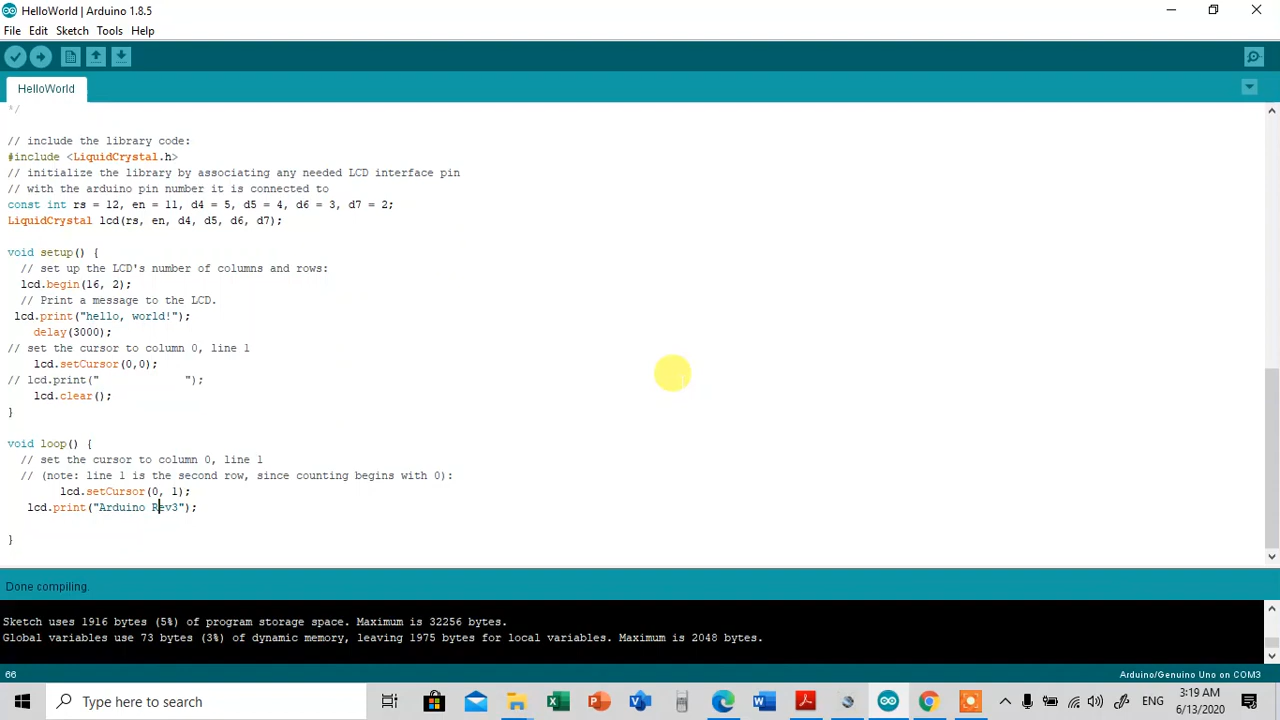 HelloWorld | Arduino 1.8.5
File Edit Sketch Tools Help
HelloWorld
*/
// include the library code:
#include <LiquidCrystal.h>
// initialize the library by associating any needed LCD interface pin
// with the arduino pin number it is connected to
const int rs = 12, en = 11, d4 = 5, d5 = 4, d6 = 3, d7 = 2;
LiquidCrystal lcd(rs, en, d4, d5, d6, d7);
void setup() {
// set up the LCD's number of columns and rows:
lcd.begin(16, 2);
// Print a message to the LCD.
lcd.print("hello, world!");
delay(3000);
// set the cursor to column 0, line 1
lcd.setCursor(0,0);
// lcd.print("             ");
lcd.clear();
}
void loop() {
// set the cursor to column 0, line 1
// (note: line 1 is the second row, since counting begins with 0):
lcd.setCursor(0, 1);
lcd.print("Arduino Rev3");
}
Done compiling.
Sketch uses 1916 bytes (5%) of program storage space. Maximum is 32256 bytes.
Global variables use 73 bytes (3%) of dynamic memory, leaving 1975 bytes for local variables. Maximum is 2048 bytes.
66 Arduino/Genuino Uno on COM3
Type here to search ENG 3:19 AM
6/13/2020